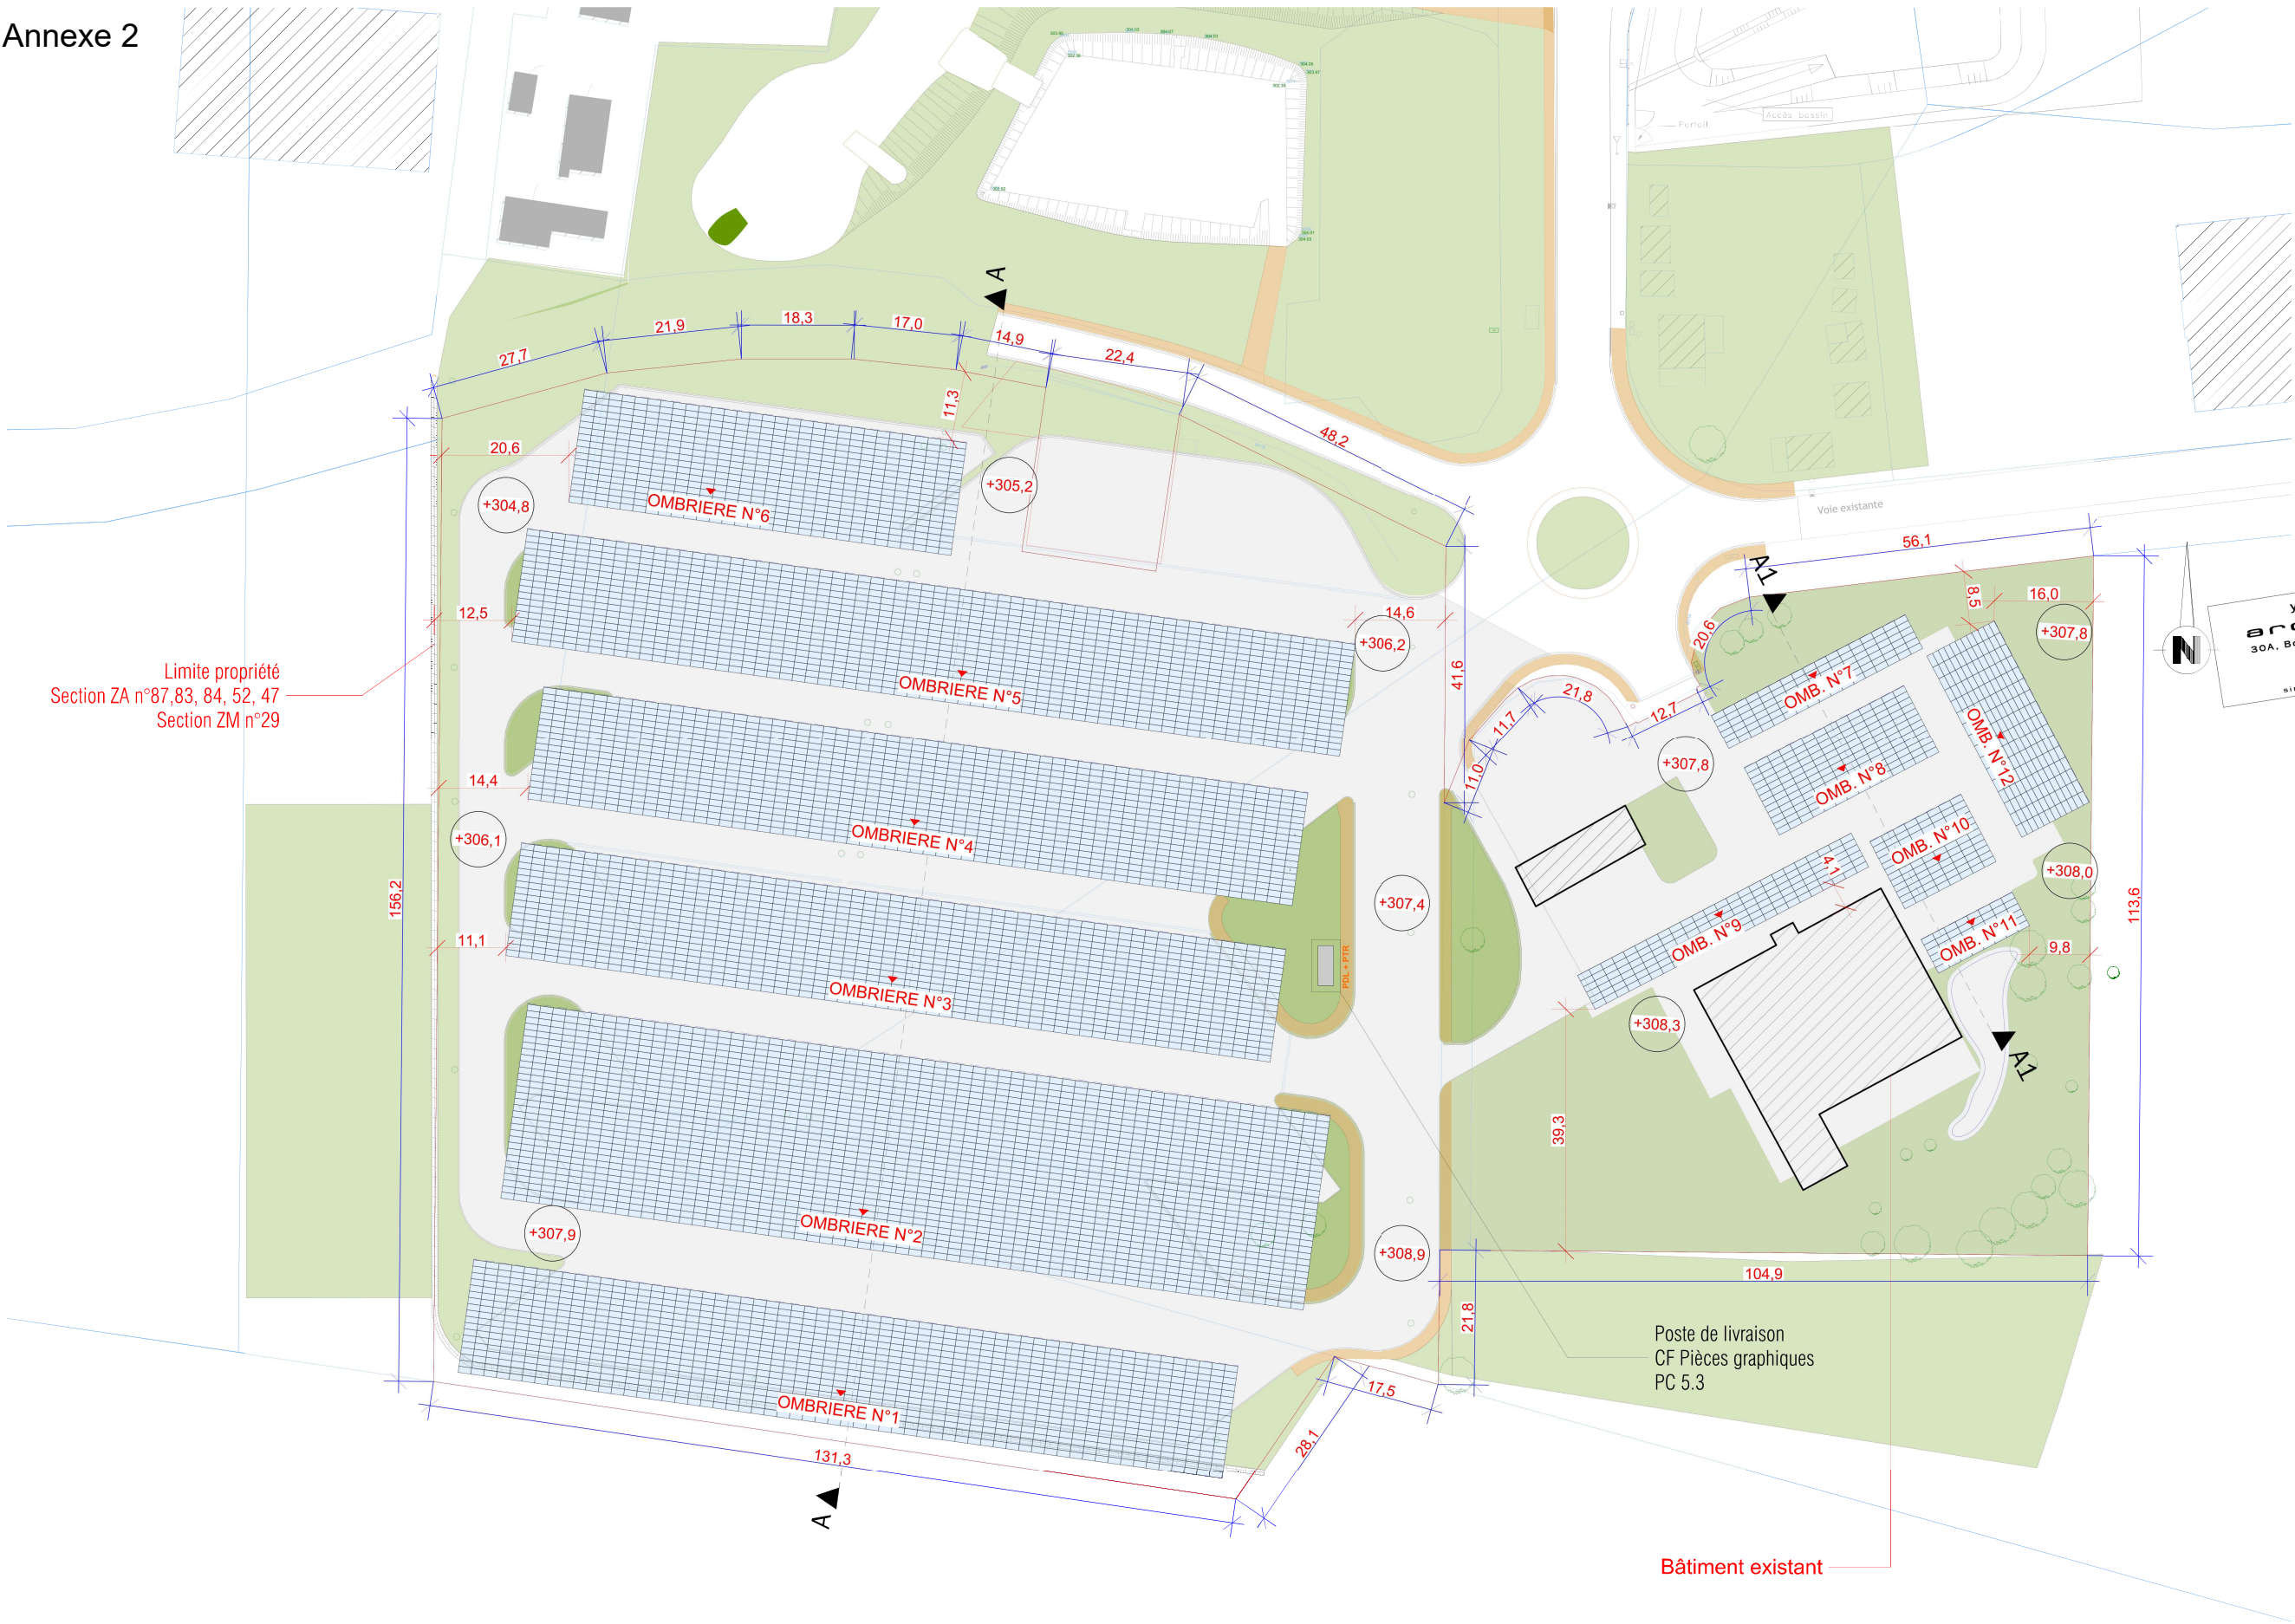 Annexe 2
Portail
Accès bassin
A
21,9
18,3
17,0
14,9
22,4
27,7
11,3
48,2
20,6
+304,8
OMBRIERE N°6
+305,2
Voie existante
56,1
A1
8,5
16,0
12,5
14,6
+306,2
20,6
+307,8
Limite propriété
Section ZA n°87,83, 84, 52, 47
Section ZM n°29
OMBRIERE N°5
41,6
21,8
11,7
12,7
OMB. N°7
OMB. N°12
N
30A, Bo
14,4
11,0
+307,8
OMB. N°8
+306,1
OMBRIERE N°4
OMB. N°10
4,1
+308,0
156,2
+307,4
113,6
11,1
OMB. N°9
OMB. N°11
9,8
PDL + PTR
OMBRIERE N°3
+308,3
A1
39,3
OMBRIERE N°2
+307,9
+308,9
104,9
21,8
Poste de livraison
CF Pièces graphiques
PC 5.3
17,5
OMBRIERE N°1
28,1
131,3
A
Bâtiment existant